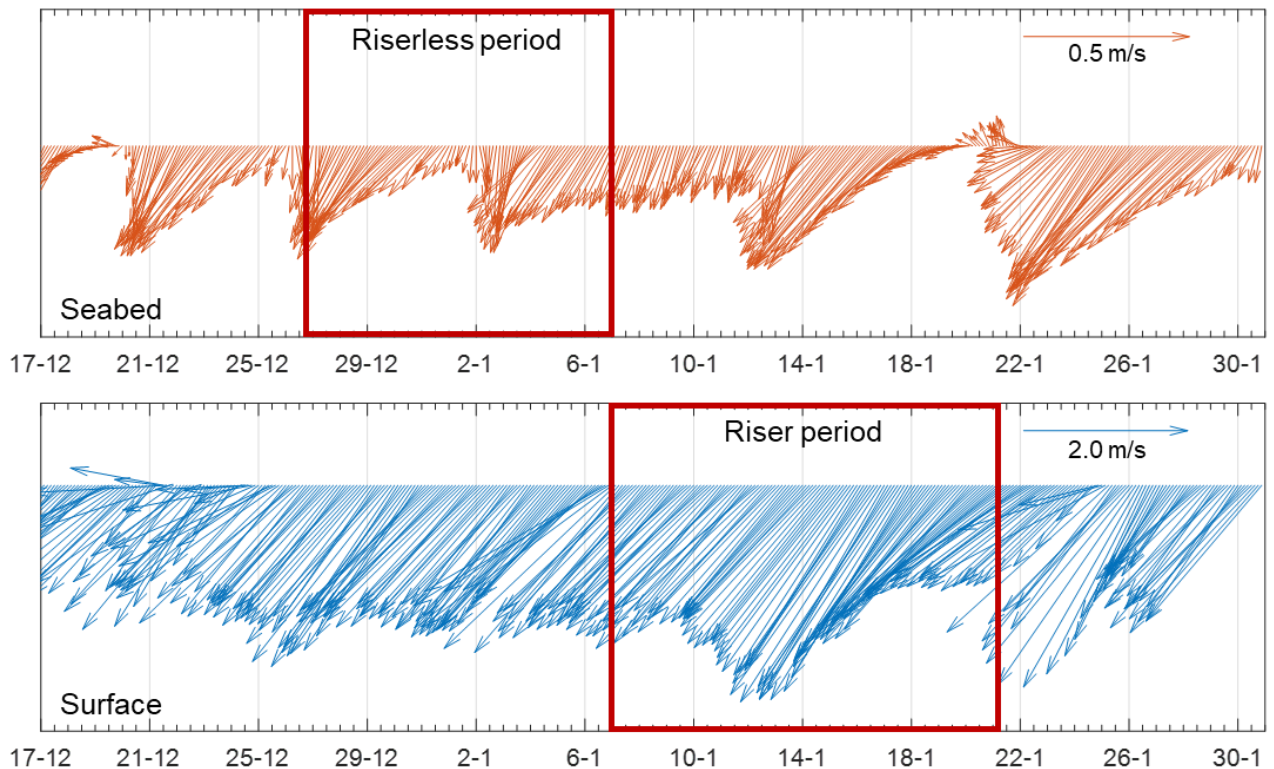 Riserless period
0.5 m/s
Seabed
17-12 21-12 25-12 29-12 2-1 6-1 10-1 14-1 18-1 22-1 26-1 30-1
Riser period
2.0 m/s
Surface
17-12 21-12 25-12 29-12 2-1 6-1 10-1 14-1 18-1 22-1 26-1 30-1